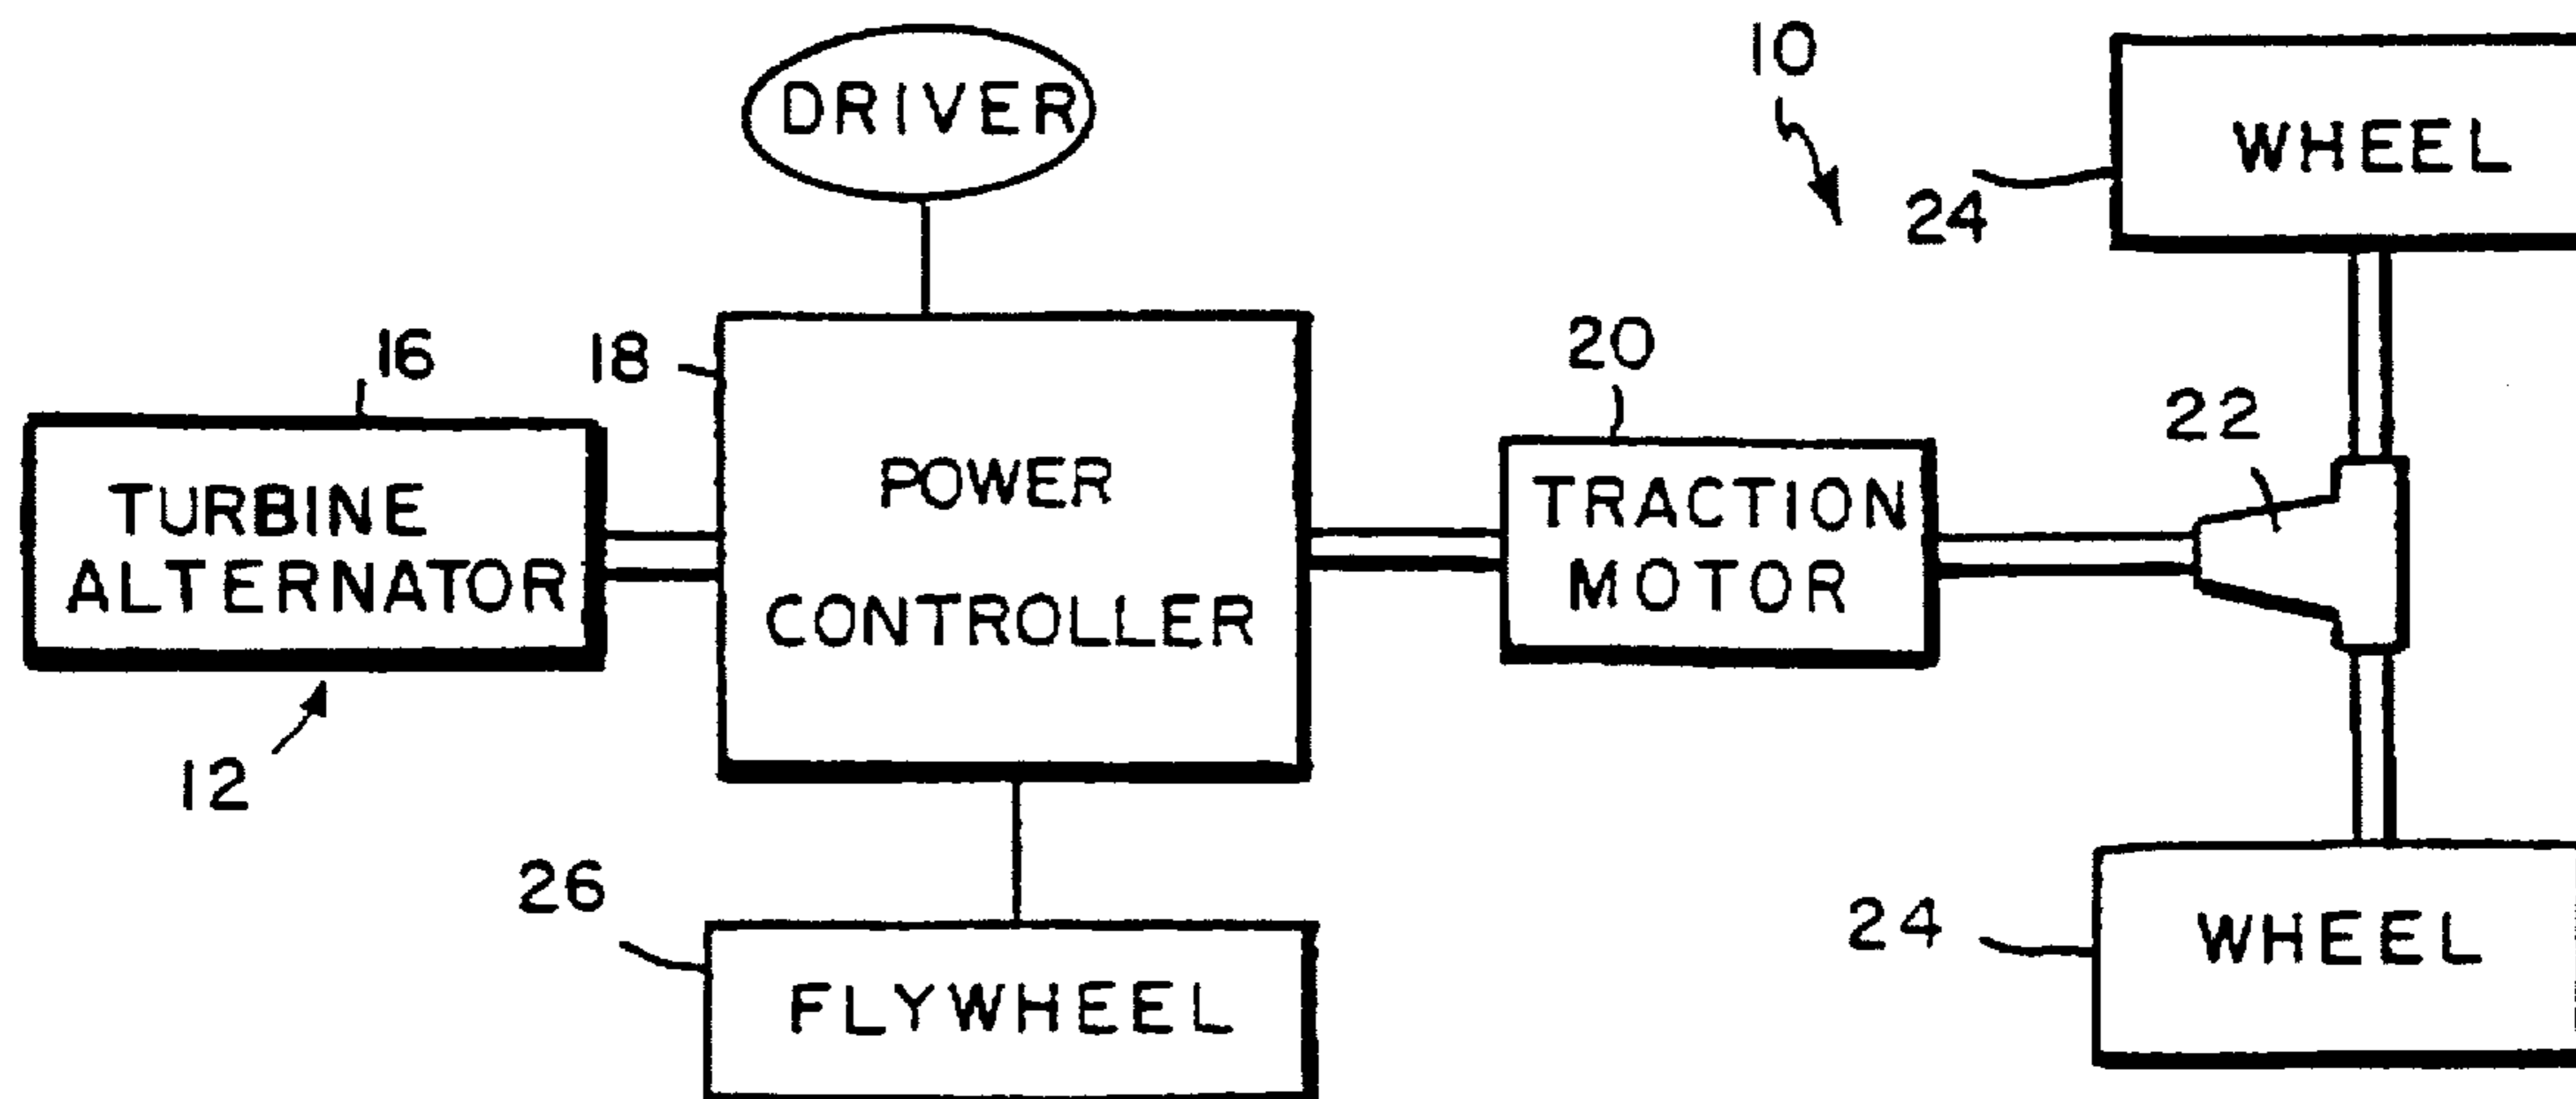 DRIVER
10
WHEEL
24
16
18
20
22
TURBINE
ALTERNATOR
POWER
CONTROLLER
TRACTION
MOTOR
12
26
FLYWHEEL
24
WHEEL